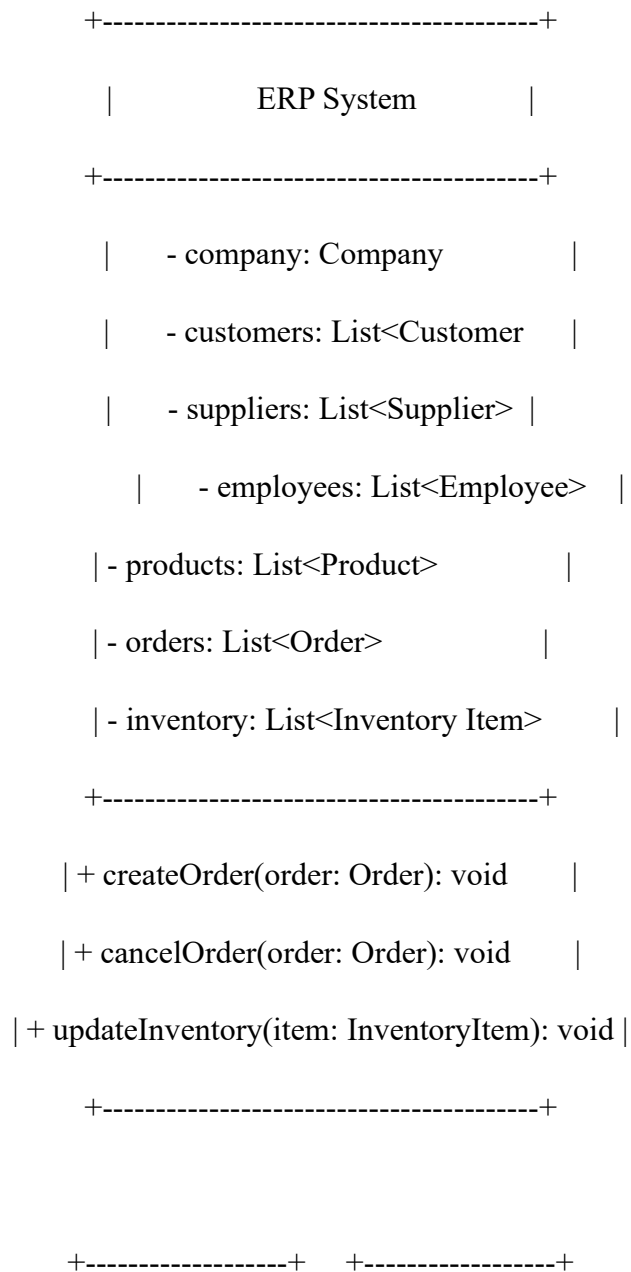 +-----------------------------------------+
| ERP System |
+-----------------------------------------+
| - company: Company |
| - customers: List<Customer |
| - suppliers: List<Supplier> |
| - employees: List<Employee> |
| - products: List<Product> |
| - orders: List<Order> |
| - inventory: List<Inventory Item> |
+-----------------------------------------+
| + createOrder(order: Order): void |
| + cancelOrder(order: Order): void |
| + updateInventory(item: InventoryItem): void |
+-----------------------------------------+
+-------------------+ +------------------+